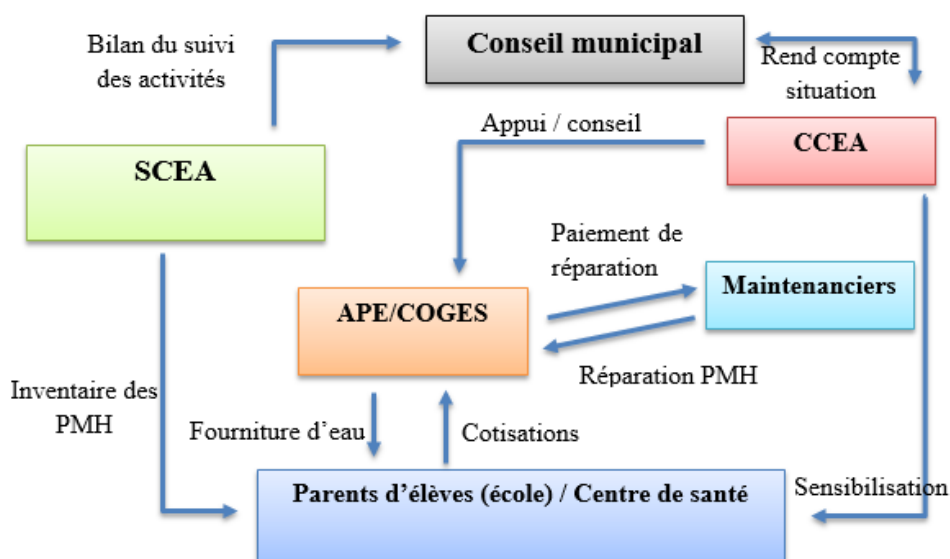 Bilan du suivi
des activités
Conseil municipal
Rend compte
situation
Appui / conseil
CCEA
SCEA
Paiement de
réparation
Maintenanciers
APE/COGES
Réparation PMH
Inventaire des
PMH
Fourniture d’eau
Cotisations
Parents d’élèves (école) / Centre de santé
Sensibilisation